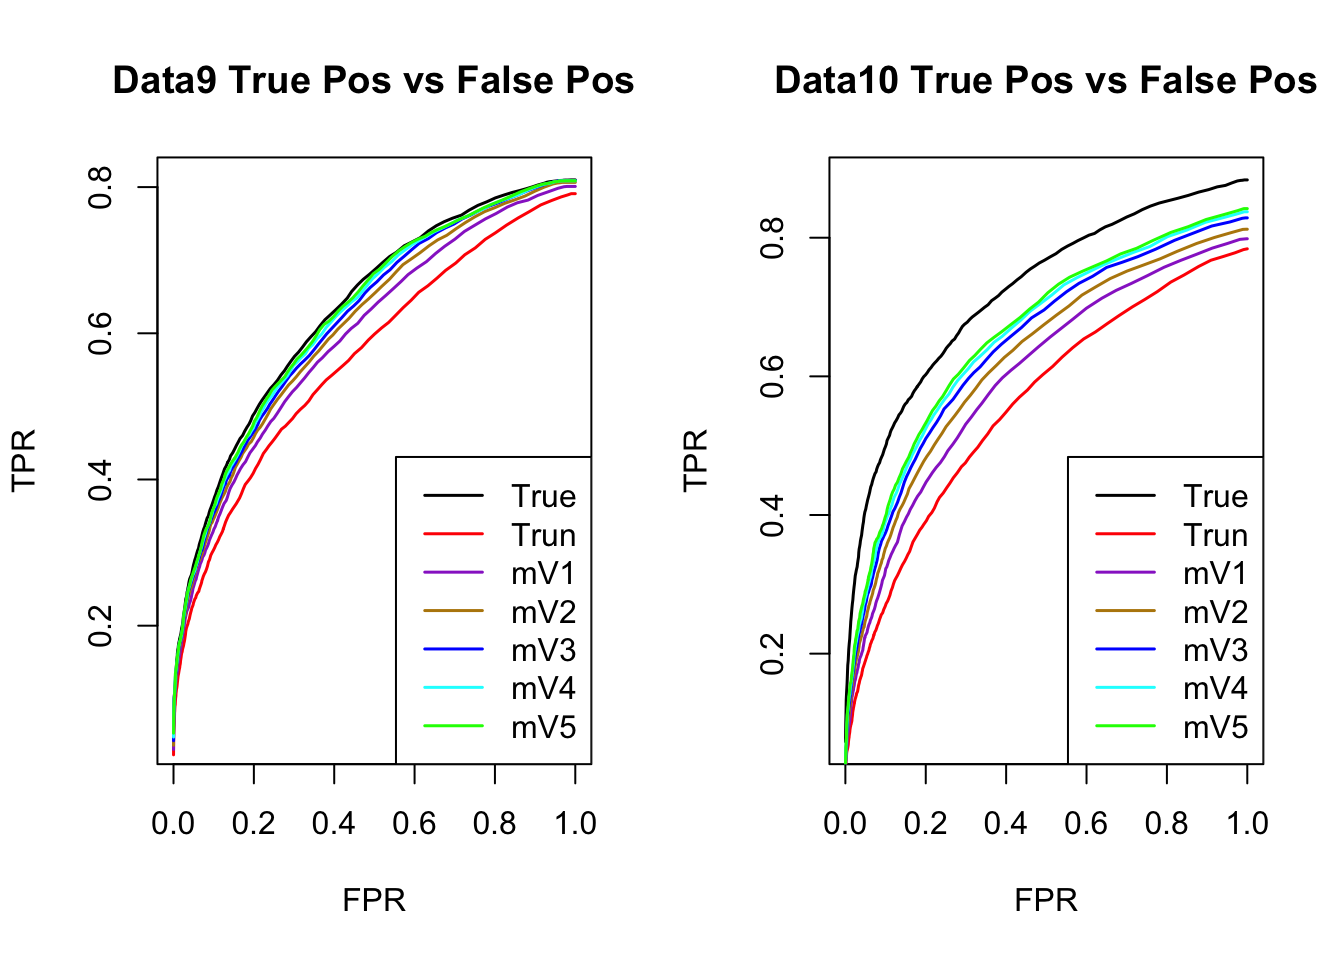 Data9 True Pos vs False Pos
TPR
0.8
0.6
0.4
0.2
True
Trun
mV1
mV2
mV3
mV4
mV5
0.0 0.2 0.4 0.6 0.8 1.0
FPR
Data10 True Pos vs False Pos
TPR
0.8
0.6
0.4
0.2
True
Trun
mV1
mV2
mV3
mV4
mV5
0.0 0.2 0.4 0.6 0.8 1.0
FPR